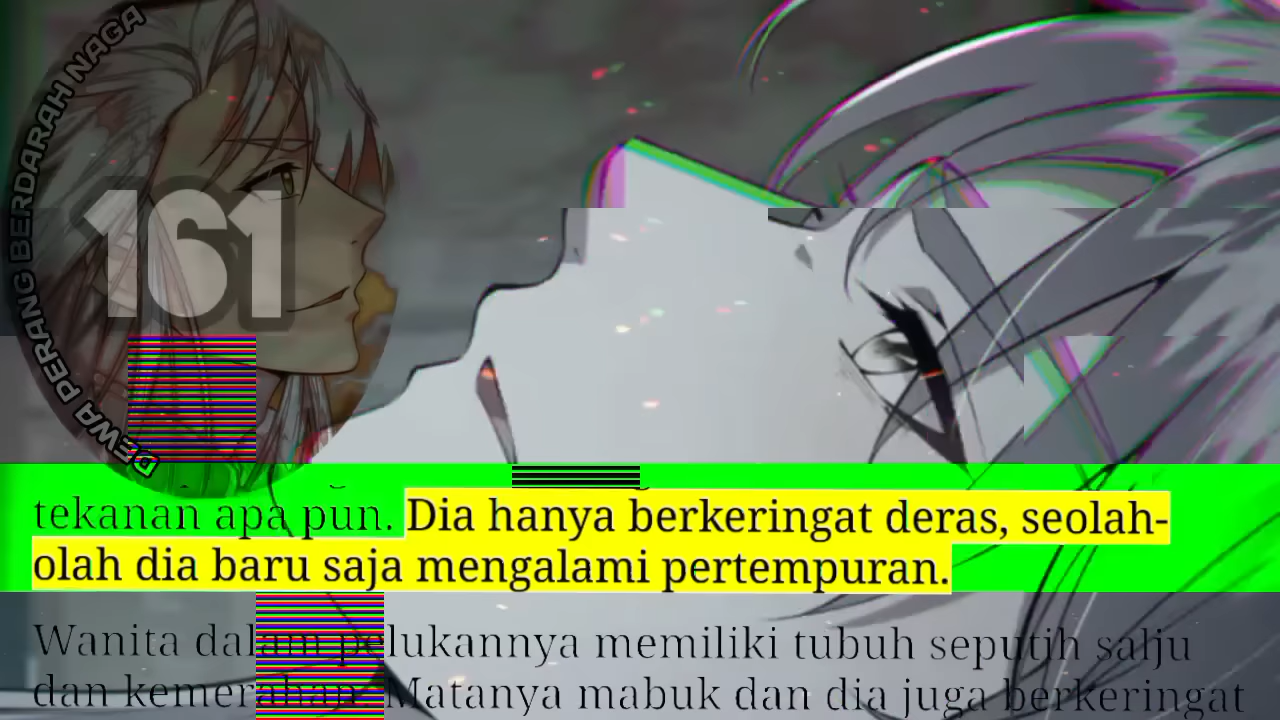 DEWA PERANG BERDARAH NAGA
161
tekanan apa pun. Dia hanya berkeringat deras, seolah-
olah dia baru saja mengalami pertempuran.
Wanita dalam pelukannya memiliki tubuh seputih salju
dan kemerahan. Matanya mabuk dan dia juga berkeringat